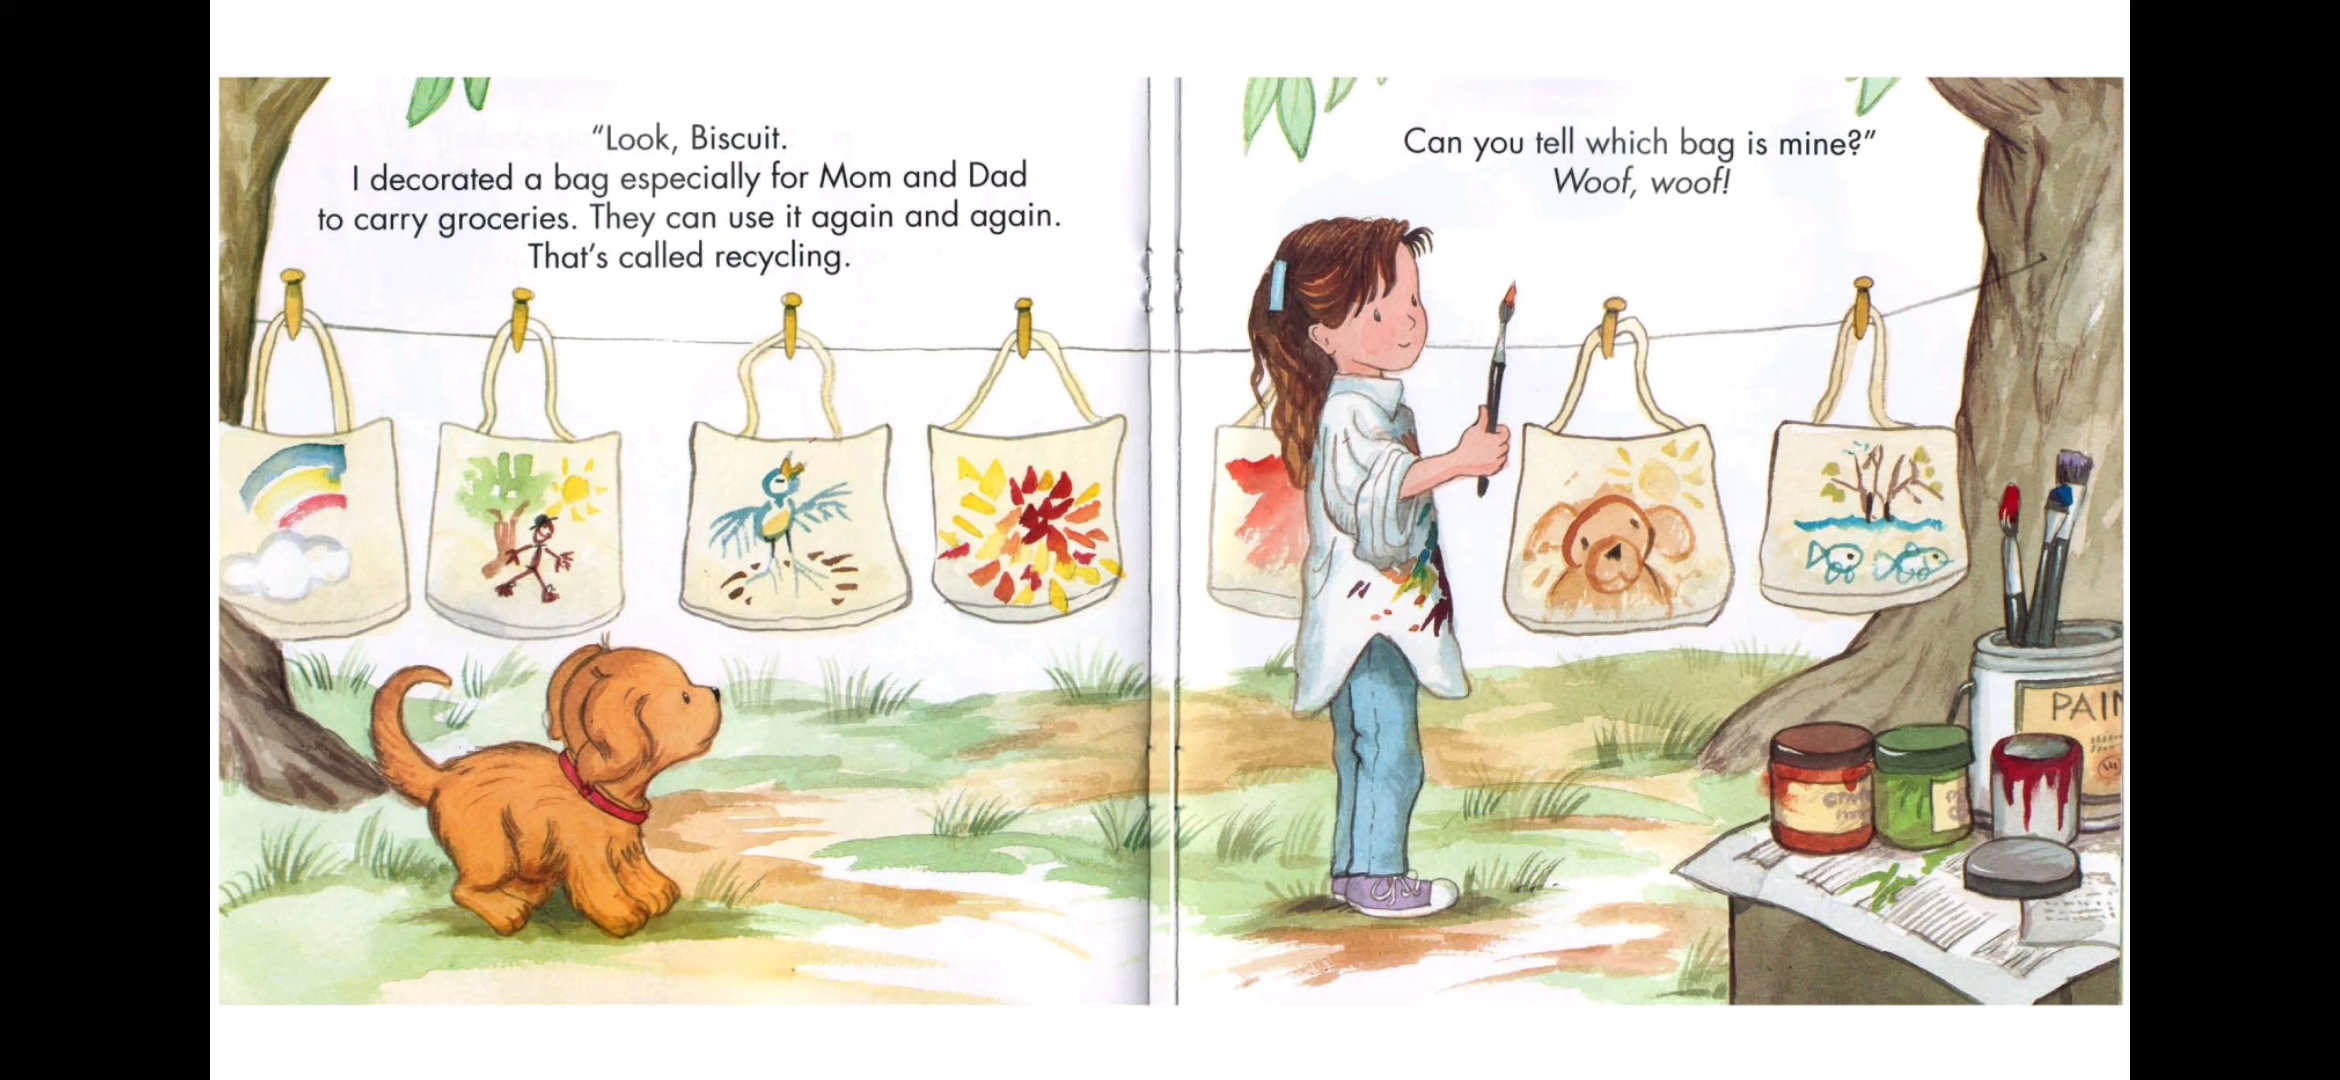 “Look, Biscuit.
I decorated a bag especially for Mom and Dad
to carry groceries. They can use it again and again.
That’s called recycling.
Can you tell which bag is mine?”
Woof, woof!